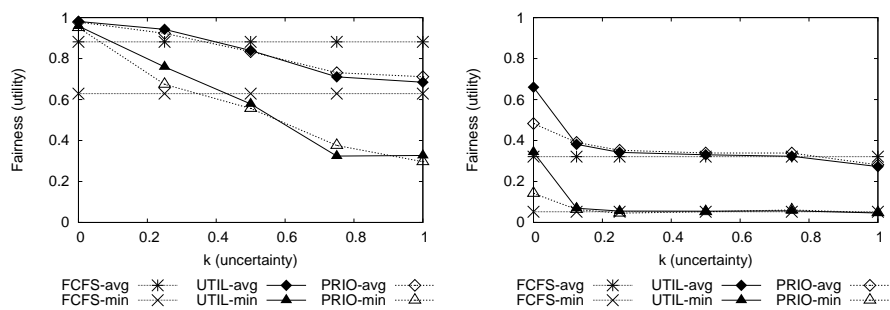 1
0.8
0.6
0.4
0.2
0
Fairness (utility)
0 0.2 0.4 0.6 0.8 1
k (uncertainty)
FCFS-avg UTIL-avg PRIO-avg
FCFS-min UTIL-min PRIO-min
1
0.8
0.6
0.4
0.2
0
Fairness (utility)
0 0.2 0.4 0.6 0.8 1
k (uncertainty)
FCFS-avg UTIL-avg PRIO-avg
FCFS-min UTIL-min PRIO-min